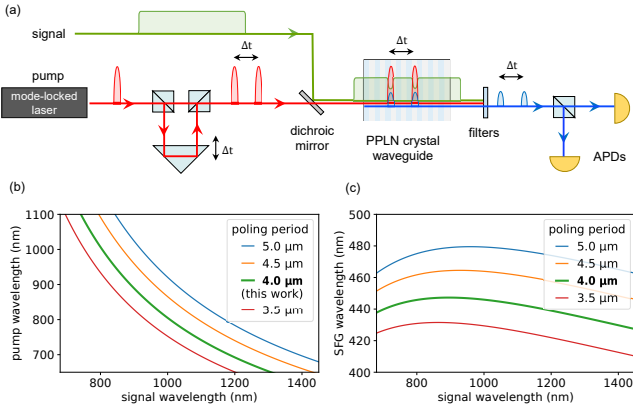 (a)
signal
Δt
Δt
Δt
pump
mode-locked
laser
Δt
dichroic
mirror
PPLN crystal
waveguide
filters
APDs
(b)
1100
1000
900
800
700
pump wavelength (nm)
800
1000
1200
1400
signal wavelength (nm)
poling period
5.0 μm
4.5 μm
4.0 μm
(this work)
3.5 μm
(c)
500
480
460
440
420
400
SFG wavelength (nm)
800
1000
1200
1400
signal wavelength (nm)
poling period
5.0 μm
4.5 μm
4.0 μm
3.5 μm